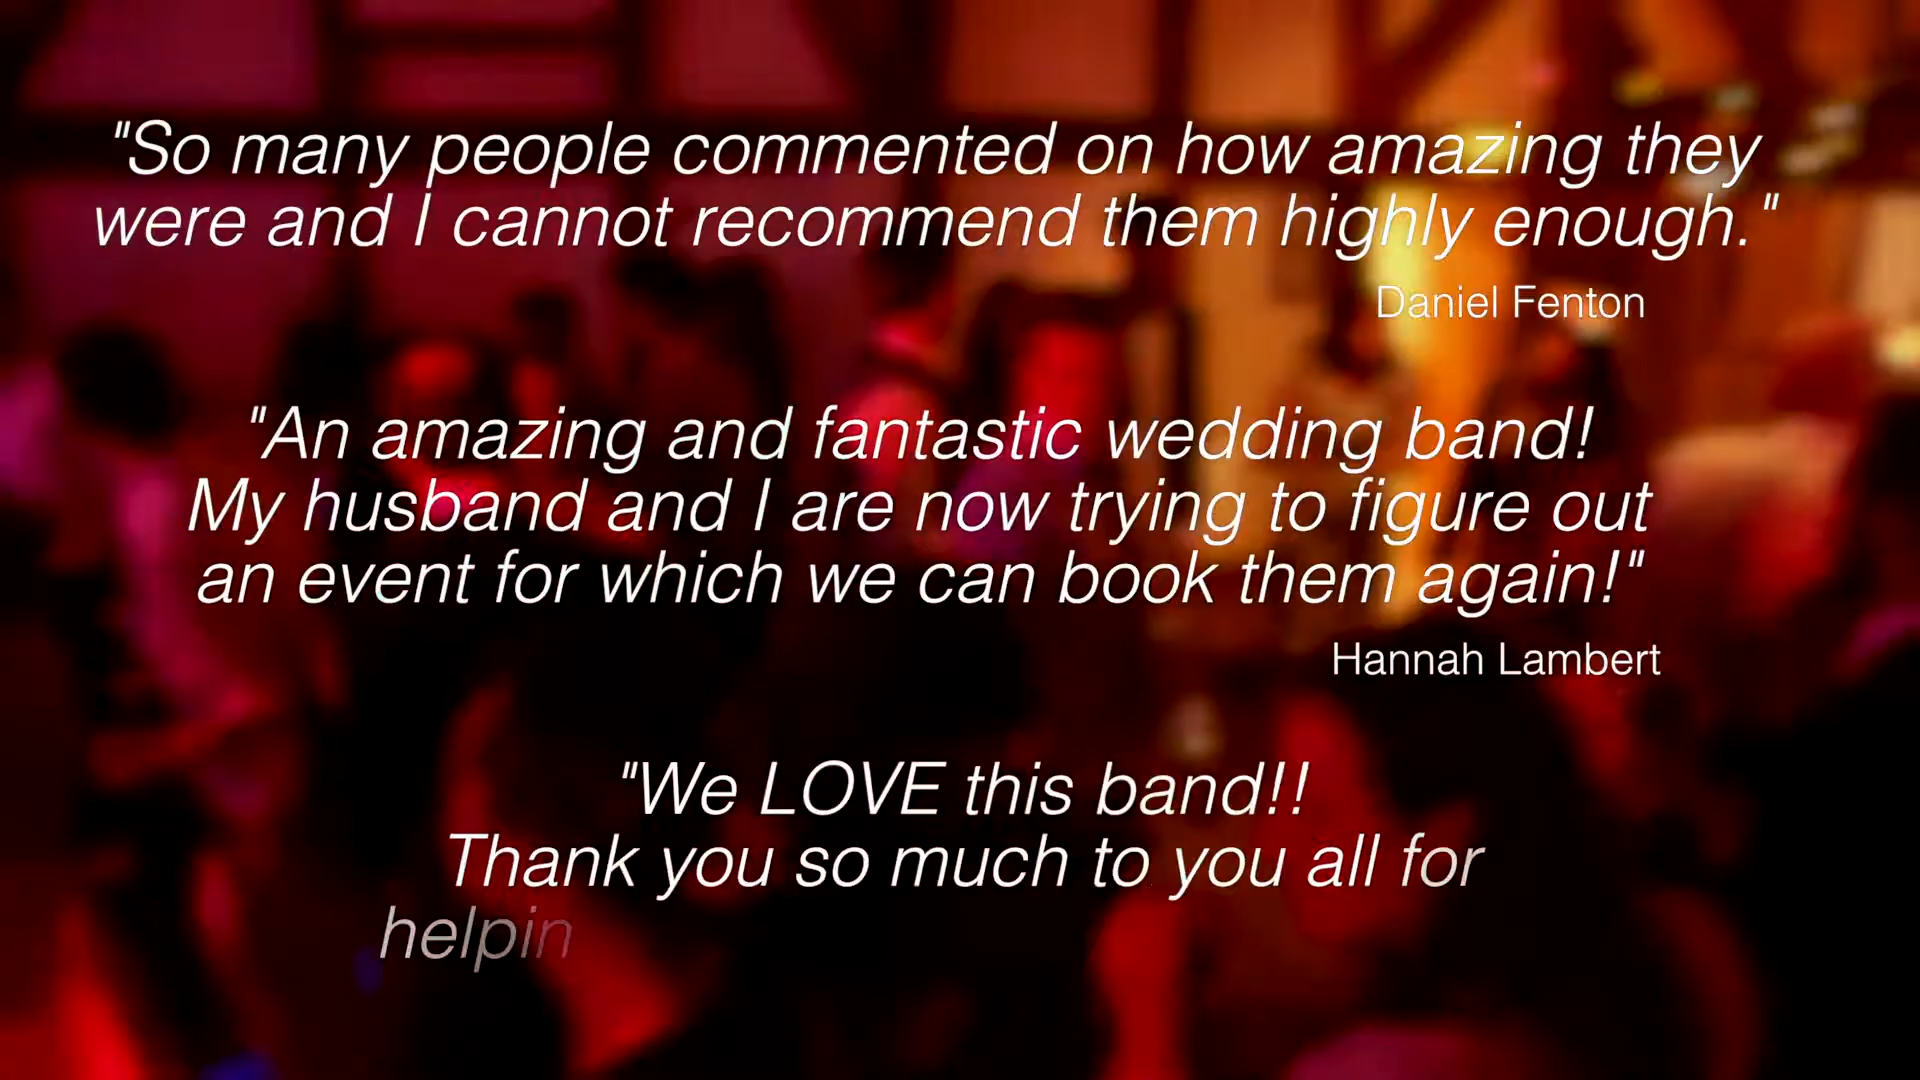 "So many people commented on how amazing they
were and I cannot recommend them highly enough."
Daniel Fenton
"An amazing and fantastic wedding band!
My husband and I are now trying to figure out
an event for which we can book them again!"
Hannah Lambert
"We LOVE this band!!
Thank you so much to you all for
helpin